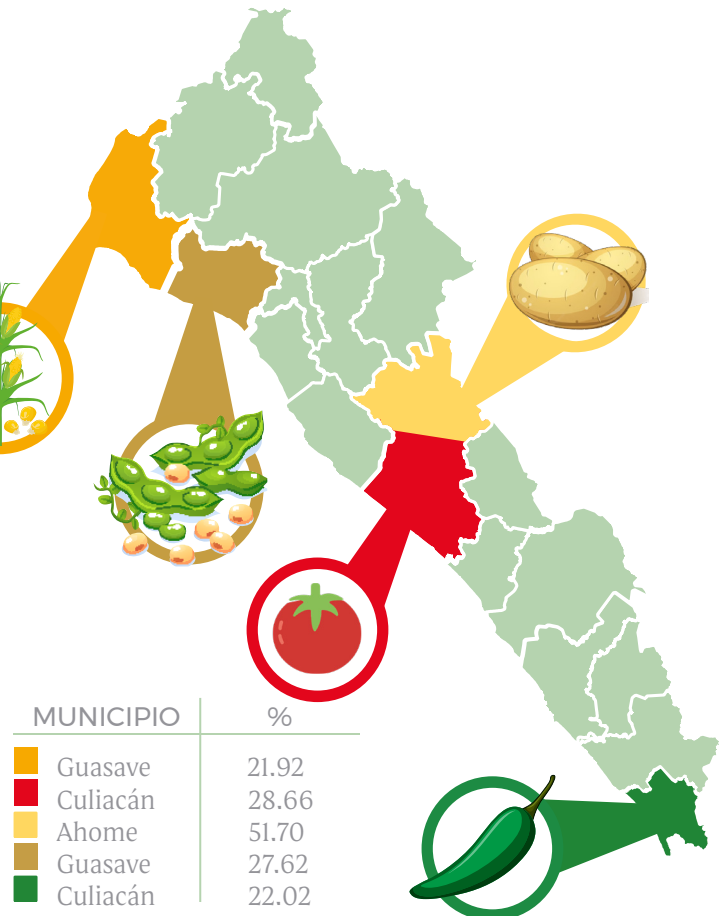 MUNICIPIO %
Guasave 21.92
Culiacán 28.66
Ahome 51.70
Guasave 27.62
Culiacán 22.02